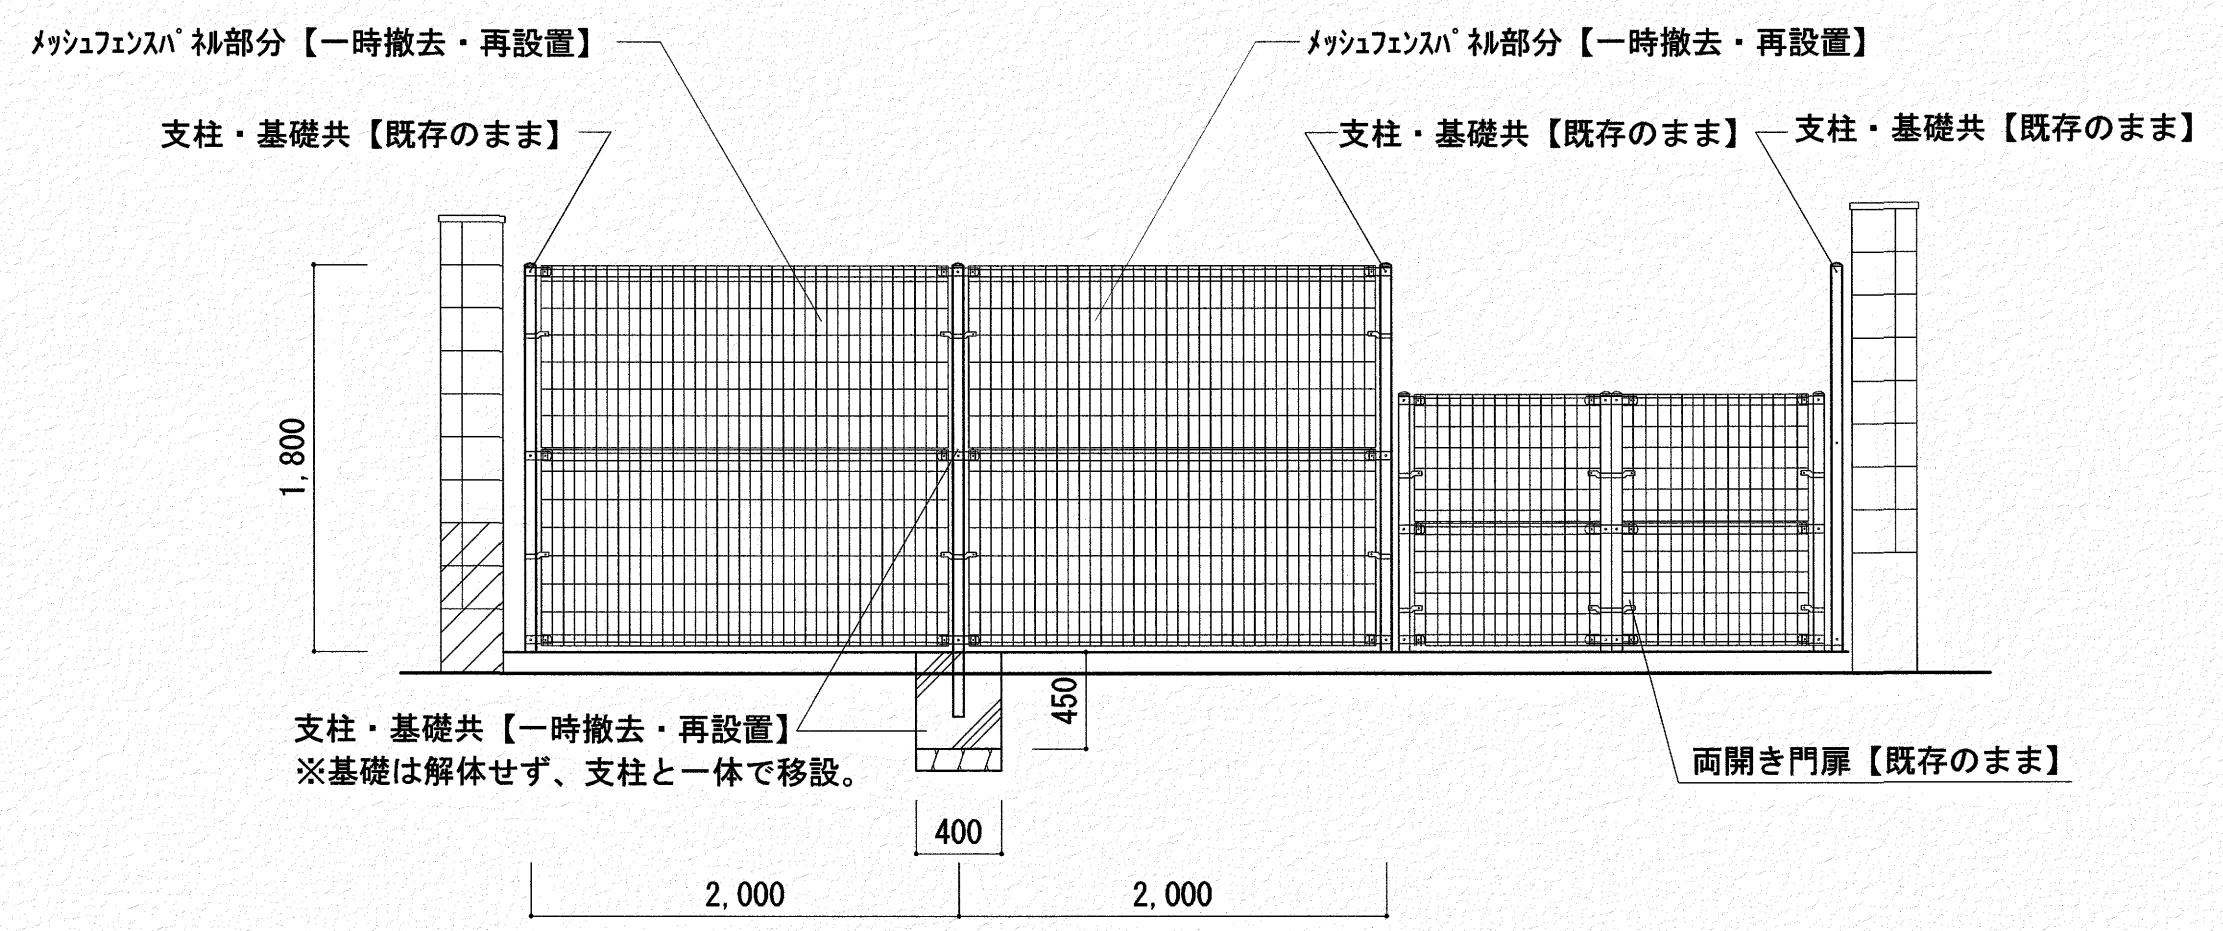 ﾒｯｼｭﾌｪﾝｽﾊﾟﾈﾙ部分【一時撤去・再設置】
ﾒｯｼｭﾌｪﾝｽﾊﾟﾈﾙ部分【一時撤去・再設置】
支柱・基礎共【既存のまま】
支柱・基礎共【既存のまま】
支柱・基礎共【既存のまま】
1,800
450
支柱・基礎共【一時撤去・再設置】
※基礎は解体せず、支柱と一体で移設。
両開き門扉【既存のまま】
400
2,000
2,000